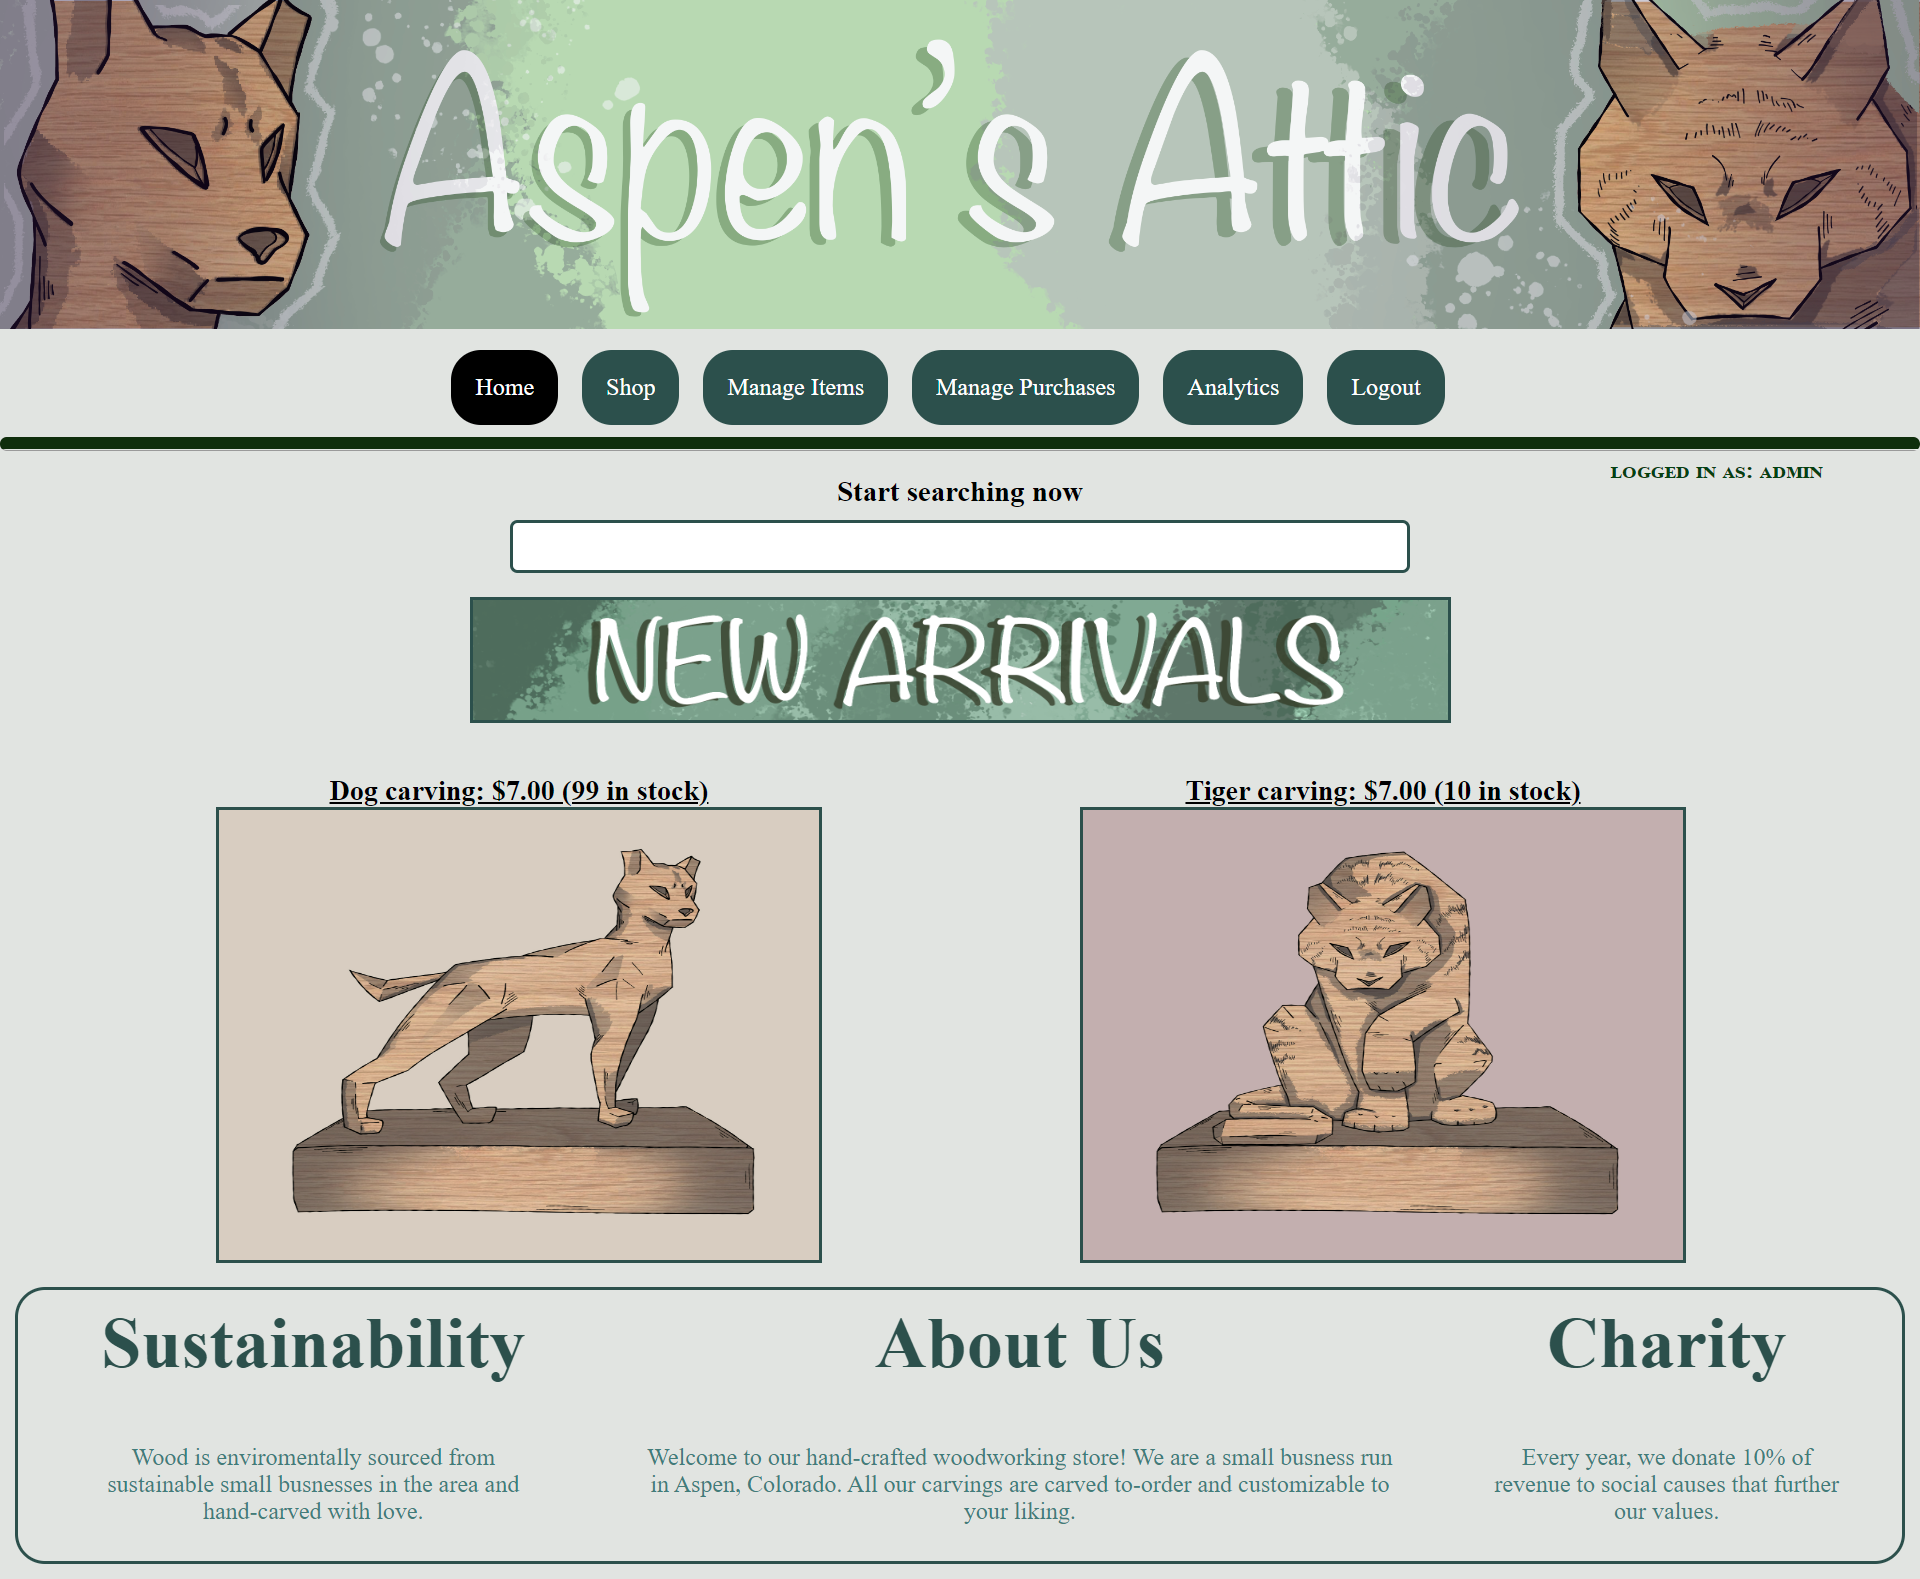 Aspen's Attic
Home Shop Manage Items Manage Purchases Analytics Logout
LOGGED IN AS: ADMIN
Start searching now
NEW ARRIVALS
Dog carving: $7.00 (99 in stock)
Tiger carving: $7.00 (10 in stock)
Sustainability
Wood is enviromentally sourced from
sustainable small busnesses in the area and
hand-carved with love.
About Us
Welcome to our hand-crafted woodworking store! We are a small busness run
in Aspen, Colorado. All our carvings are carved to-order and customizable to
your liking.
Charity
Every year, we donate 10% of
revenue to social causes that further
our values.